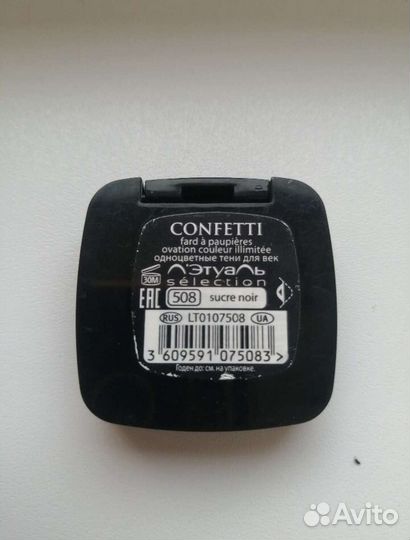 CONFETTI
fard à paupières
ovation couleur illimitée
одноцветные тени для век
Л'ЭтуаЛь
sélection
30M
EAC 508 sucre noir
RUS LT0107508 UA
3 609591 075083 >
Годен до: см. на упаковке.
Avito